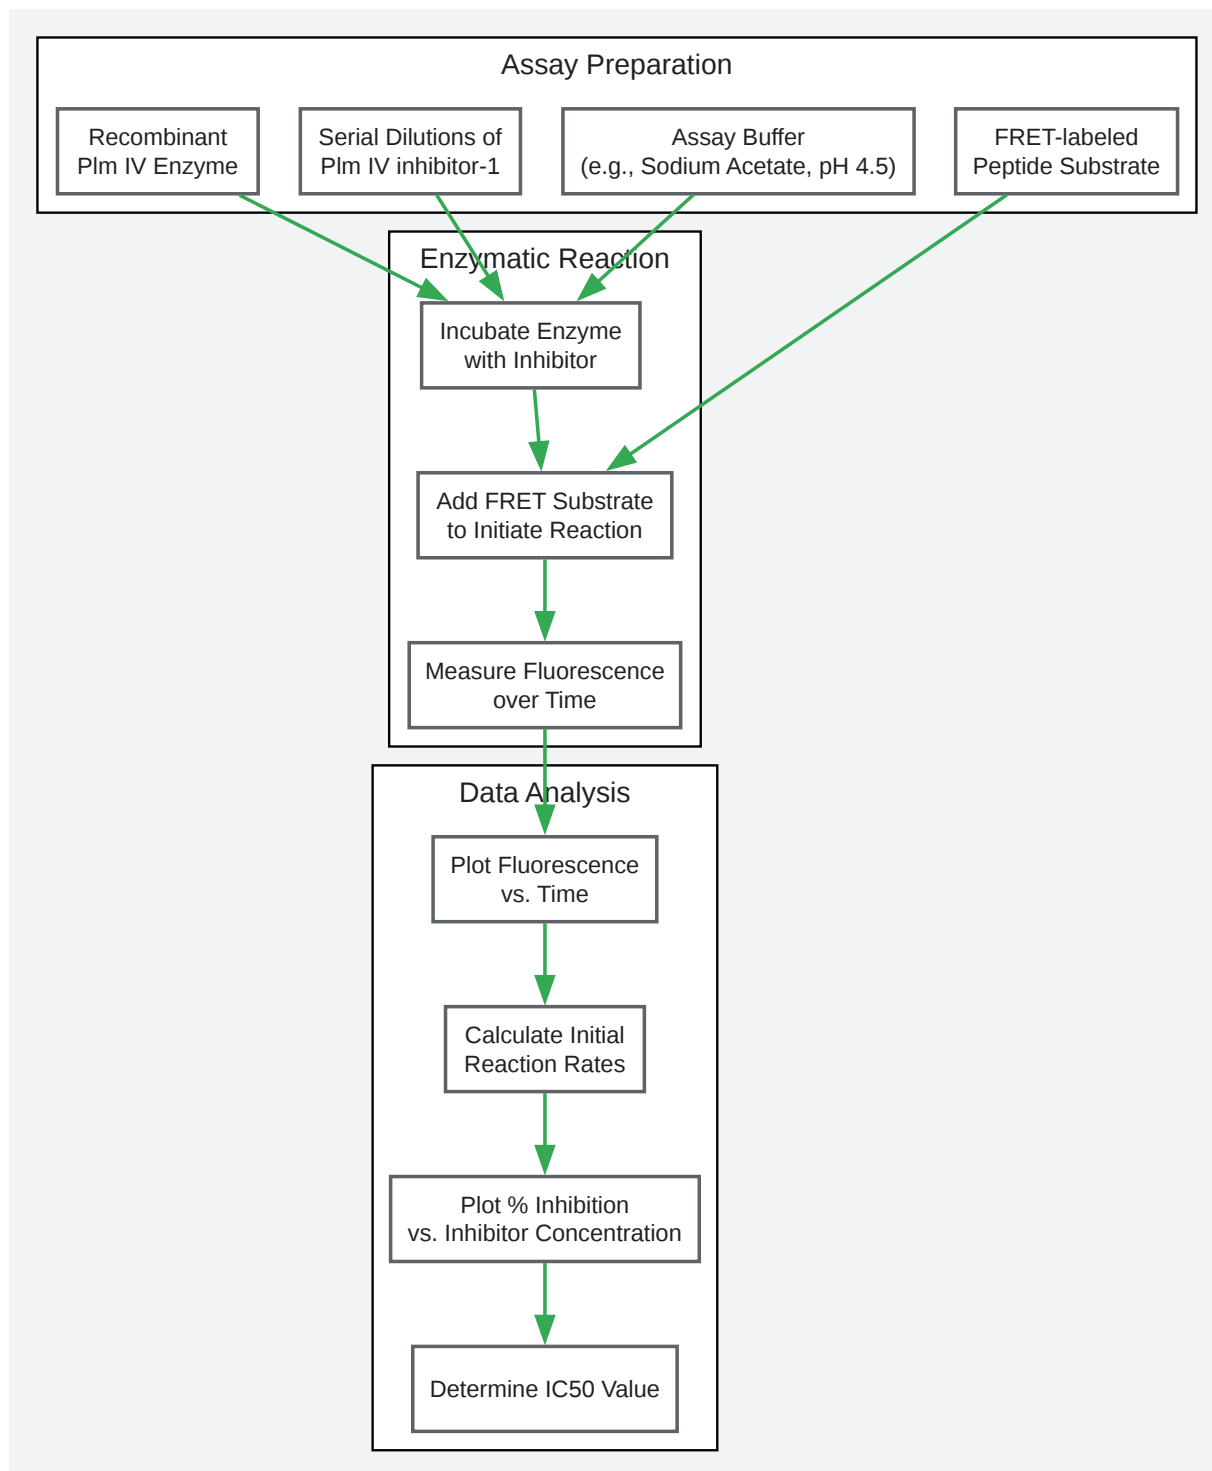 Assay Preparation
Recombinant
Plm IV Enzyme
Serial Dilutions of
Plm IV inhibitor-1
Assay Buffer
(e.g., Sodium Acetate, pH 4.5)
FRET-labeled
Peptide Substrate
Enzymatic Reaction
Incubate Enzyme
with Inhibitor
Add FRET Substrate
to Initiate Reaction
Measure Fluorescence
over Time
Data Analysis
Plot Fluorescence
vs. Time
Calculate Initial
Reaction Rates
Plot % Inhibition
vs. Inhibitor Concentration
Determine IC50 Value